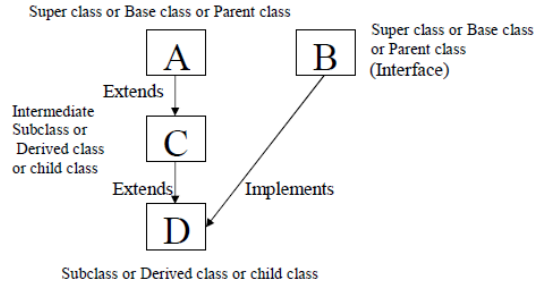 Super class or Base class or Parent class
Super class or Base class
or Parent class
(Interface)
A
B
Extends
Intermediate
Subclass or
Derived class
or child class
C
Extends
Implements
D
Subclass or Derived class or child class